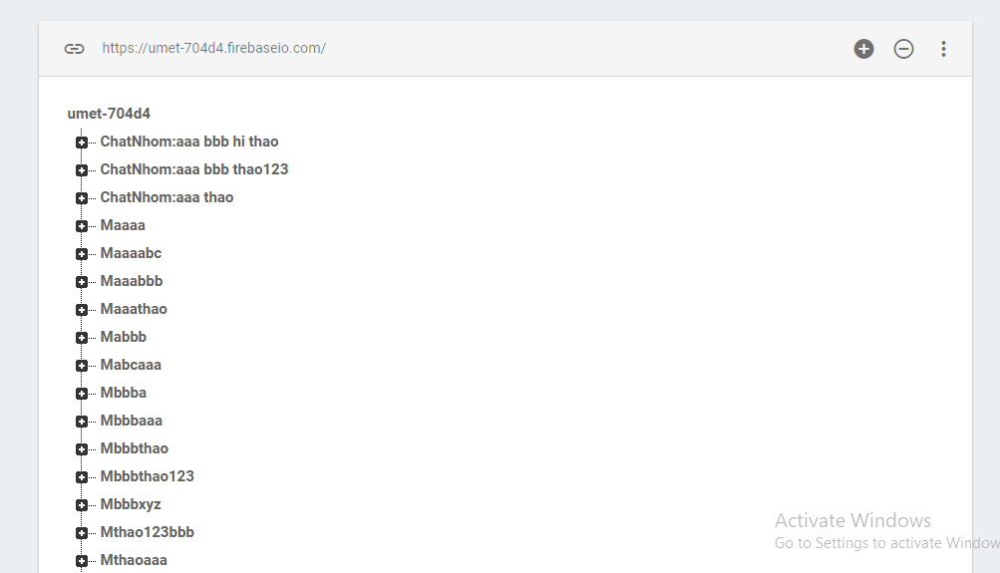 https://umet-704d4.firebaseio.com/
umet-704d4
ChatNhom:aaa bbb hi thao
ChatNhom:aaa bbb thao123
ChatNhom:aaa thao
Maaaa
Maaaabc
Maaabbb
Maaathao
Mabbb
Mabcaaa
Mbbba
Mbbbaaa
Mbbbthao
Mbbbthao123
Mbbbxyz
Mthao123bbb
Mthaoaaa
Activate Windows
Go to Settings to activate Window